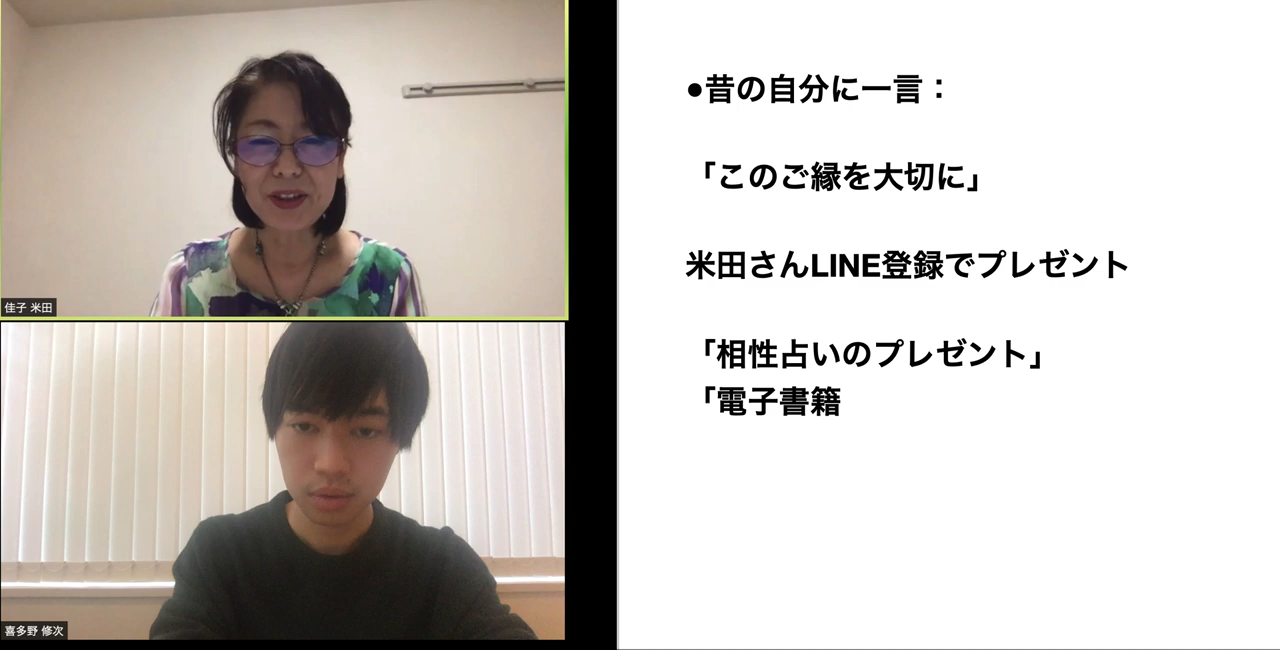 佳子 米田
喜多野 修次
●昔の自分に一言：
「このご縁を大切に」
米田さんLINE登録でプレゼント
「相性占いのプレゼント」
「電子書籍